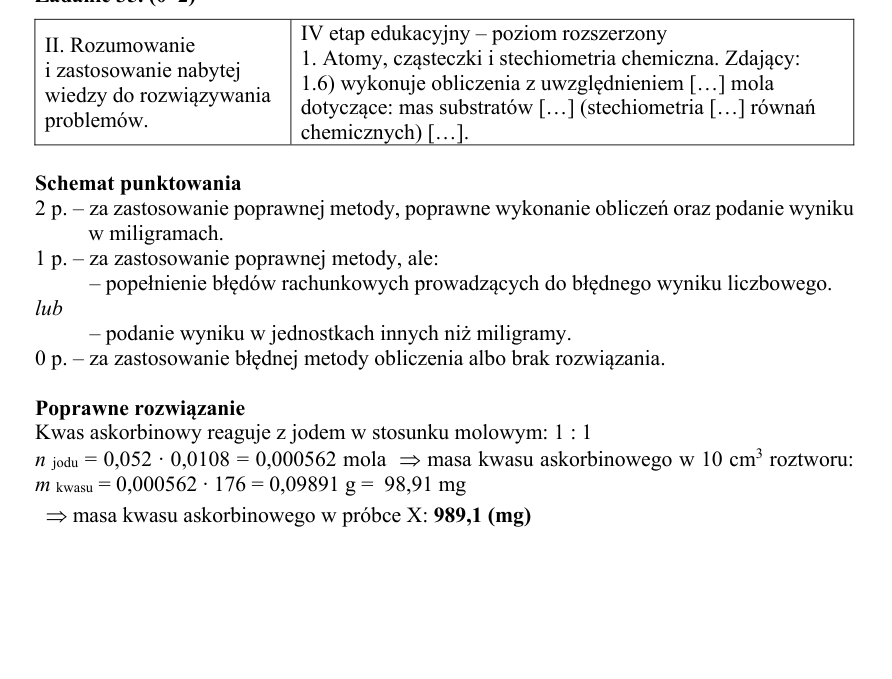 Zadanie 33. (0–2)
II. Rozumowanie
i zastosowanie nabytej
wiedzy do rozwiązywania
problemów.
IV etap edukacyjny – poziom rozszerzony
1. Atomy, cząsteczki i stechiometria chemiczna. Zdający:
1.6) wykonuje obliczenia z uwzględnieniem […] mola
dotyczące: mas substratów […] (stechiometria […] równań
chemicznych) […].
Schemat punktowania
2 p. – za zastosowanie poprawnej metody, poprawne wykonanie obliczeń oraz podanie wyniku
w miligramach.
1 p. – za zastosowanie poprawnej metody, ale:
– popełnienie błędów rachunkowych prowadzących do błędnego wyniku liczbowego.
lub
– podanie wyniku w jednostkach innych niż miligramy.
0 p. – za zastosowanie błędnej metody obliczenia albo brak rozwiązania.
Poprawne rozwiązanie
Kwas askorbinowy reaguje z jodem w stosunku molowym: 1 : 1
n jodu = 0,052 · 0,0108 = 0,000562 mola ⇒ masa kwasu askorbinowego w 10 cm³ roztworu:
m kwasu = 0,000562 · 176 = 0,09891 g = 98,91 mg
⇒ masa kwasu askorbinowego w próbce X: 989,1 (mg)